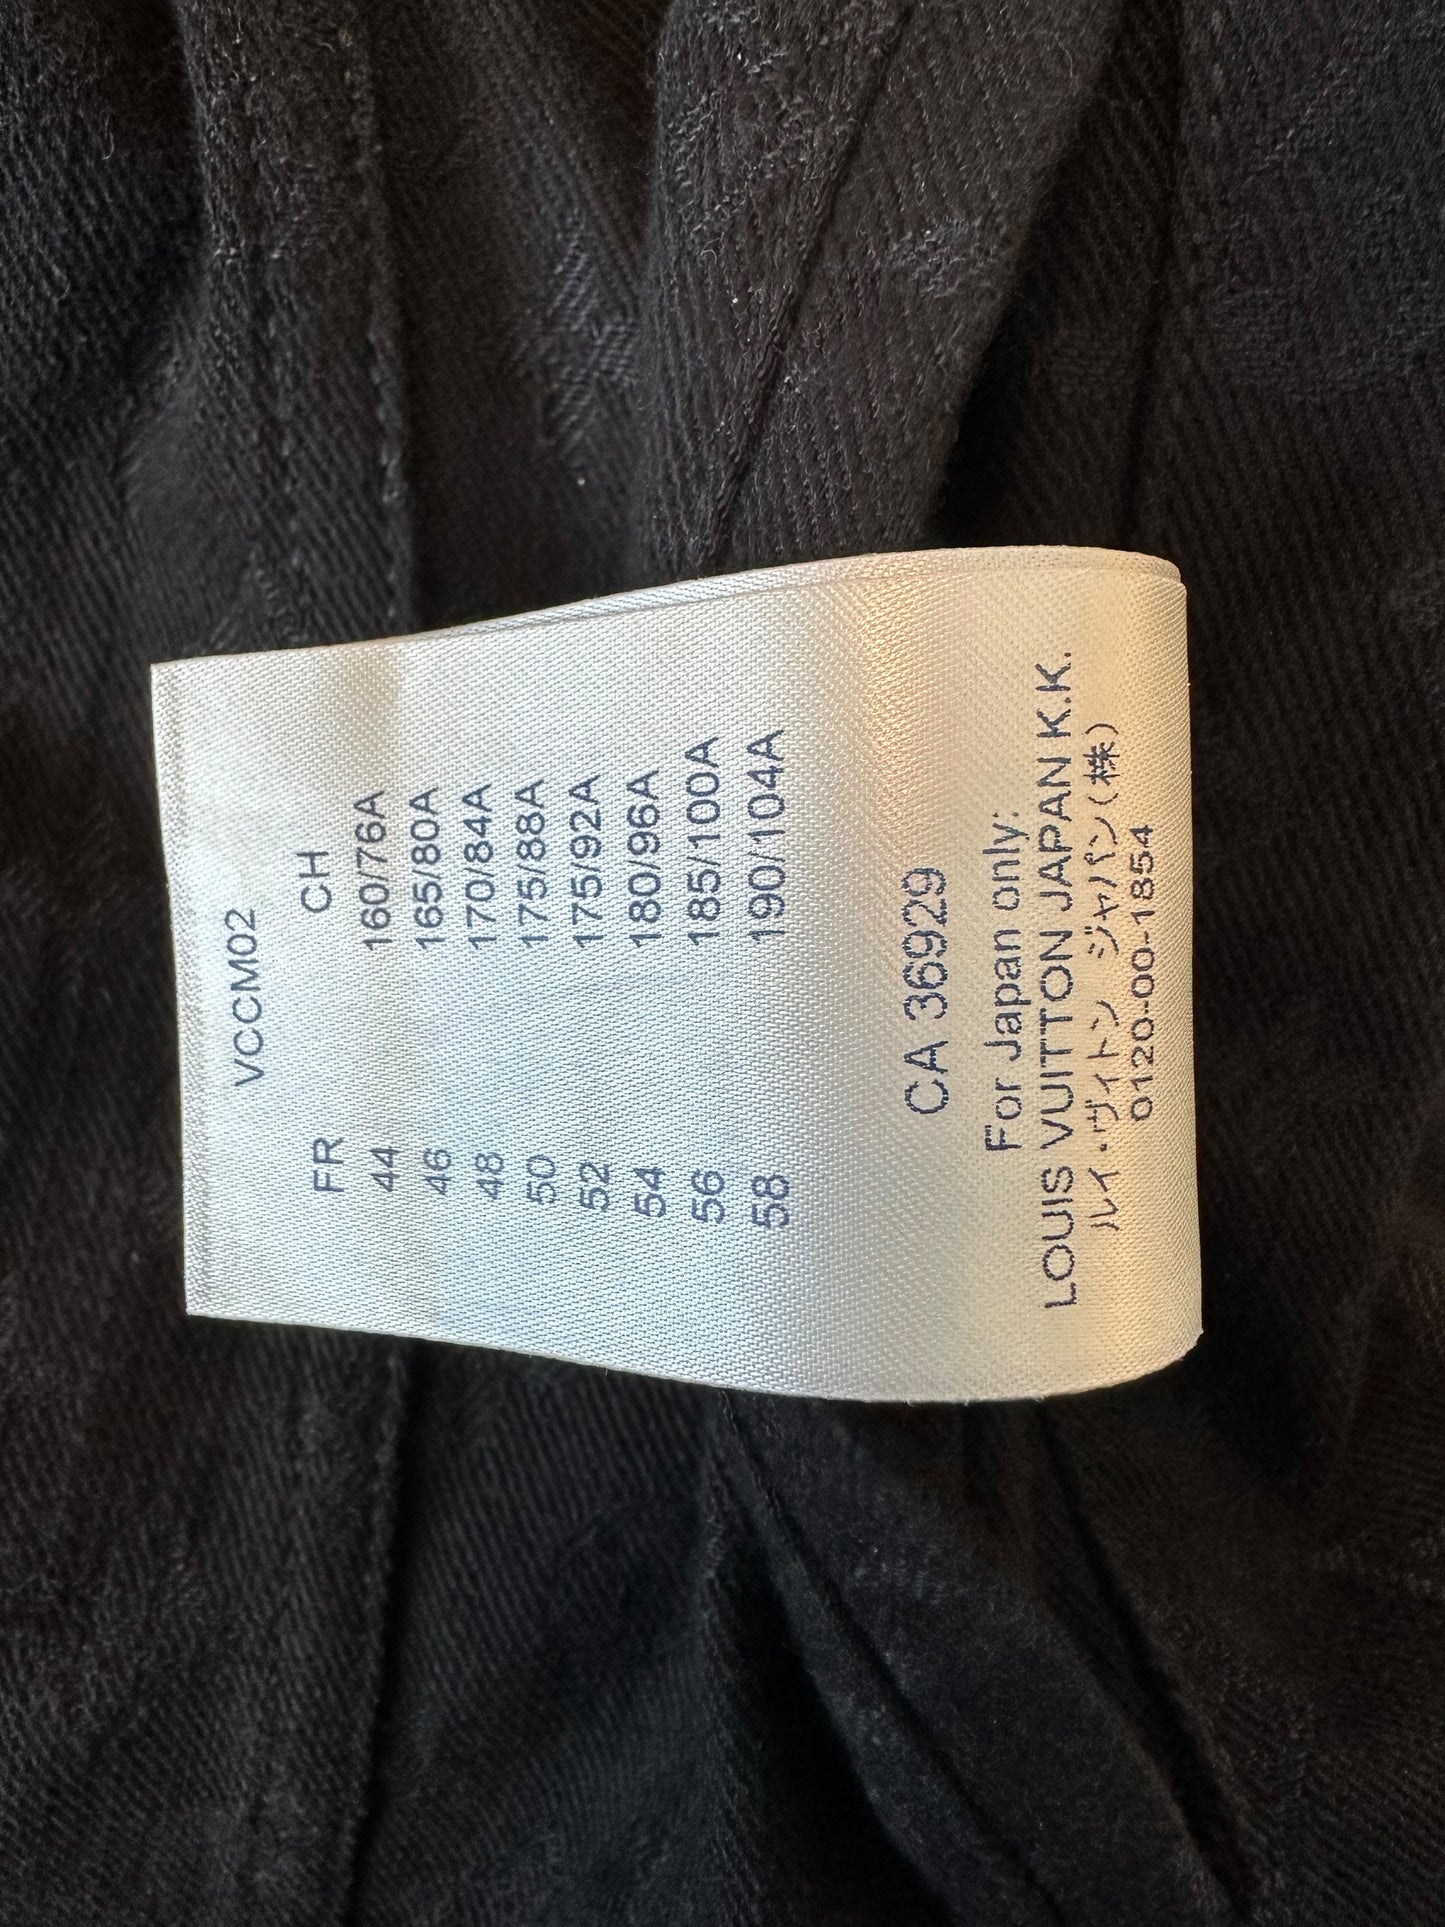 VCCM02
FR CH
44 160/76A
46 165/80A
48 170/84A
50 175/88A
52 175/92A
54 180/96A
56 185/100A
58 190/104A
CA 36929
For Japan only:
LOUIS VUITTON JAPAN K.K.
ルイ・ヴィトン ジャパン(株)
0120-00-1854